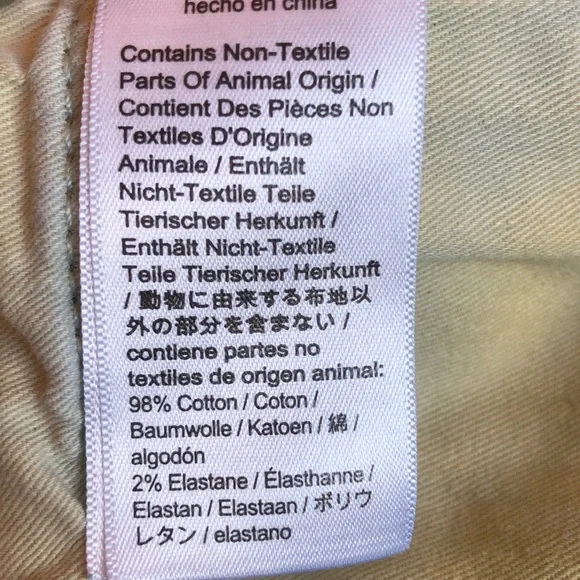 hecho en china
Contains Non-Textile
Parts Of Animal Origin /
Contient Des Pièces Non
Textiles D'Origine
Animale / Enthält
Nicht-Textile Teile
Tierischer Herkunft /
Enthält Nicht-Textile
Teile Tierischer Herkunft
/ 動物に由来する布地以
外の部分を含まない /
contiene partes no
textiles de origen animal:
98% Cotton / Coton /
Baumwolle / Katoen / 綿 /
algodón
2% Elastane / Élasthanne /
Elastan / Elastaan / ポリウ
レタン / elastano